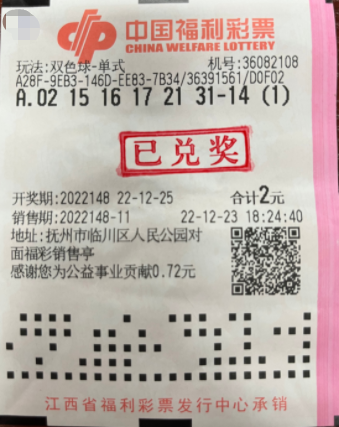 中国福利彩票
CHINA WELFARE LOTTERY
玩法:双色球-单式 机号:36082108
A28F-9EB3-146D-EE83-7B34/36391561/D0F02
A.02 15 16 17 21 31-14 (1)
已兑奖
开奖期:2022148 22-12-25 合计2元
销售期:2022148-11 22-12-23 18:24:40
地址:抚州市临川区人民公园对
面福彩销售亭
感谢您为公益事业贡献0.72元
江西省福利彩票发行中心承销